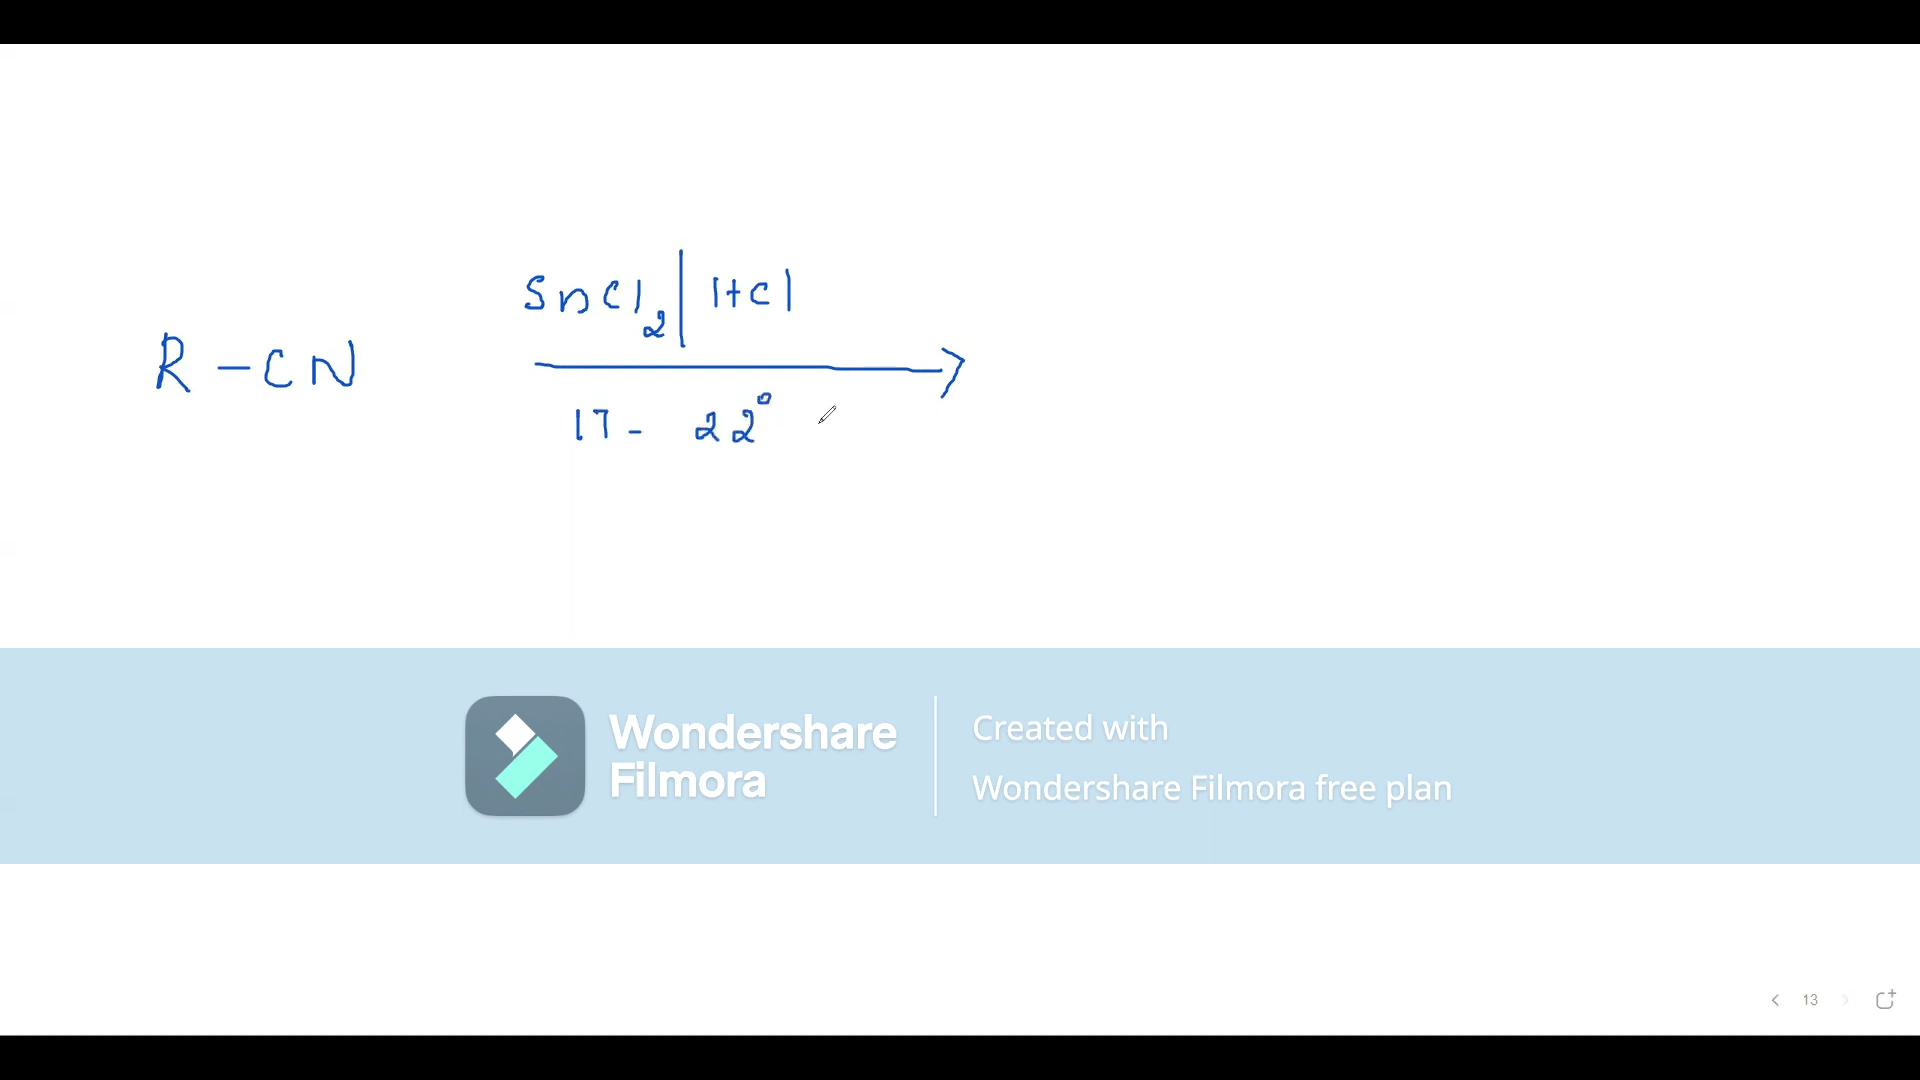 SnCl₂ | HCl
R-CN
17- 22°
Wondershare
Filmora
Created with
Wondershare Filmora free plan
13